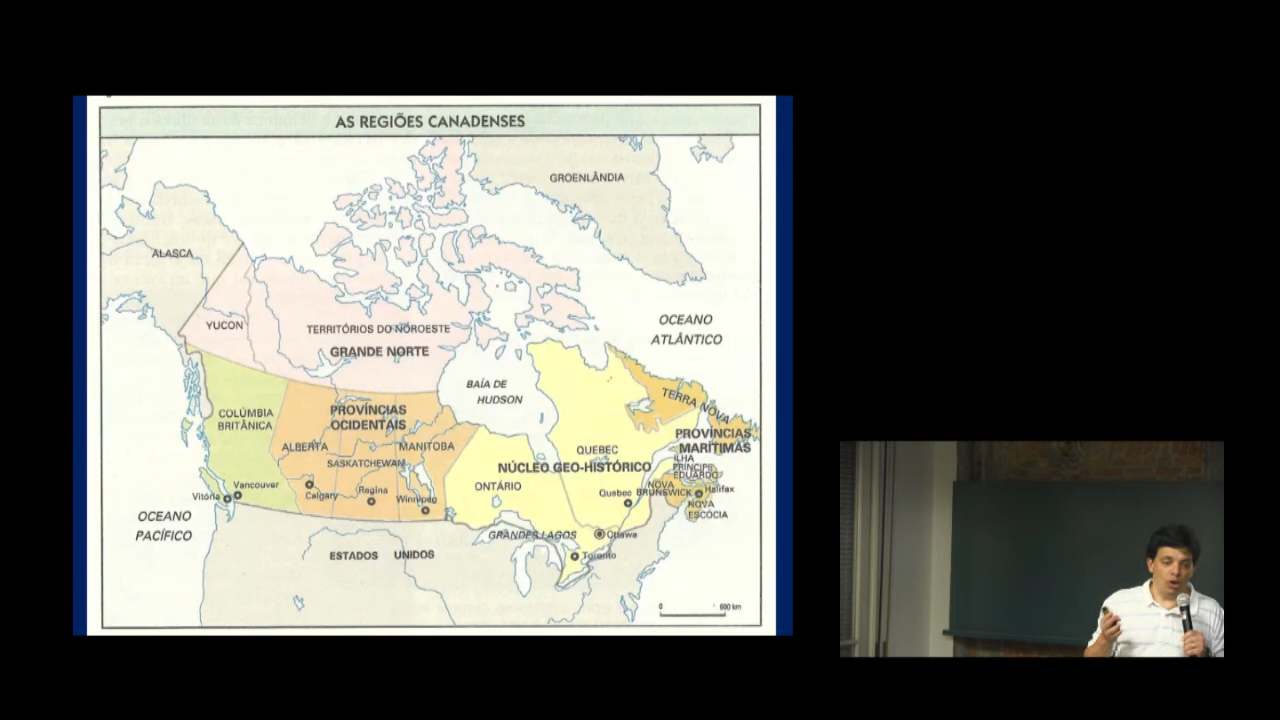 AS REGIÕES CANADENSES
GROENLÂNDIA
ALASCA
YUCON
TERRITÓRIOS DO NOROESTE
GRANDE NORTE
OCEANO
ATLÂNTICO
BAÍA DE
HUDSON
COLÚMBIA
BRITÂNICA
PROVÍNCIAS
OCIDENTAIS
TERRA NOVA
ALBERTA
MANITOBA
SASKATCHEWAN
PROVÍNCIAS
MARÍTIMAS
QUEBEC
NÚCLEO GEO-HISTÓRICO
ONTÁRIO
ILHA
PRÍNCIPE
EDUARDO
Vancouver
Vitória
Calgary
Regina
Winnipeg
Quebec
NOVA
BRUNSWICK
Halifax
NOVA
ESCÓCIA
OCEANO
PACÍFICO
GRANDES LAGOS
Ottawa
Toronto
ESTADOS UNIDOS
0 600 km